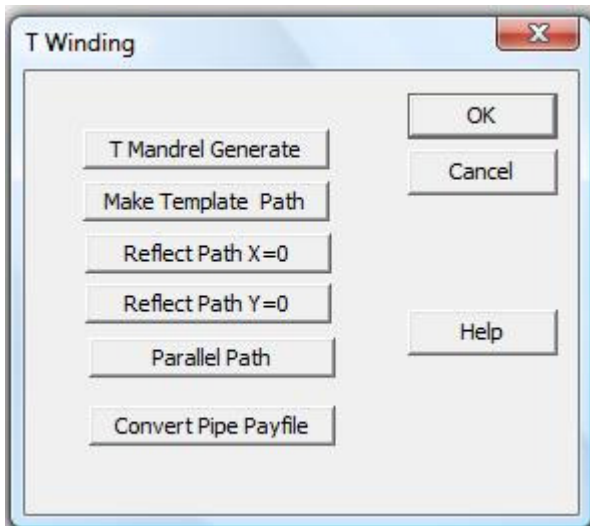 T Winding
T Mandrel Generate
Make Template Path
Reflect Path X=0
Reflect Path Y=0
Parallel Path
Convert Pipe Payfile
OK
Cancel
Help